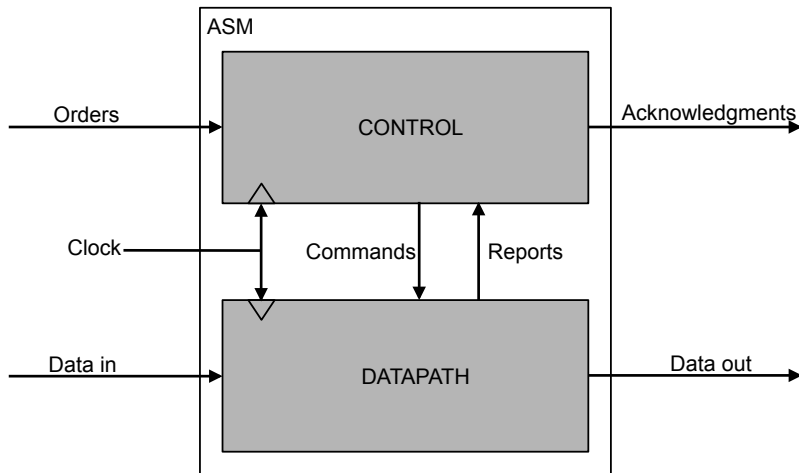 ASM
Orders
CONTROL
Acknowledgments
Clock
Commands
Reports
Data in
DATAPATH
Data out